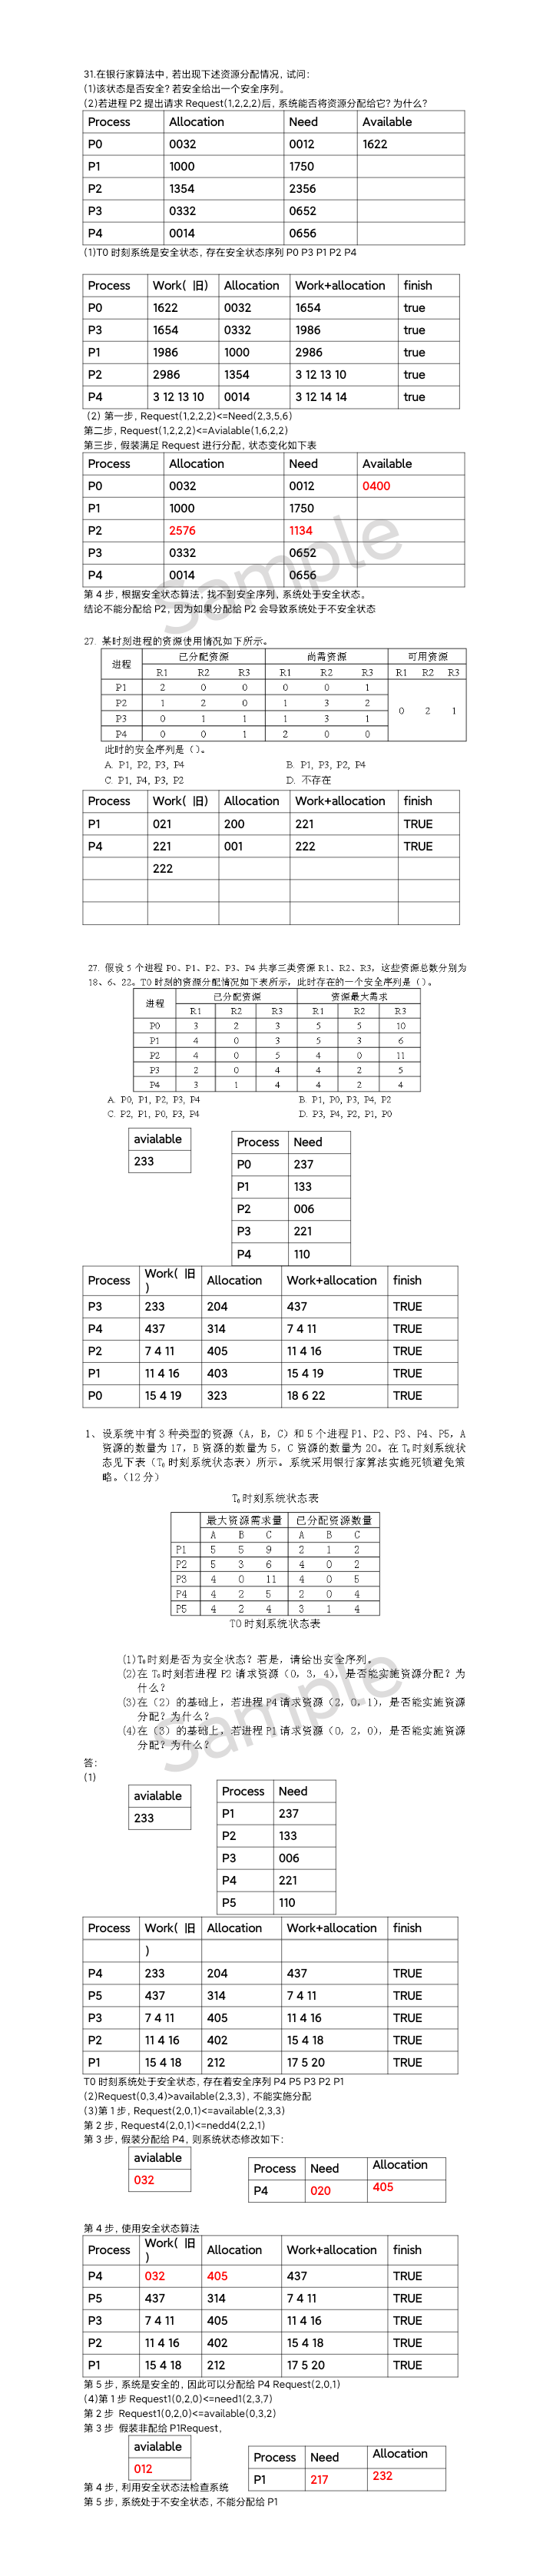 31.在银行家算法中, 若出现下述资源分配情况, 试问:
(1)该状态是否安全? 若安全给出一个安全序列。
(2)若进程 P2 提出请求 Request(1,2,2,2)后, 系统能否将资源分配给它? 为什么?
Process Allocation Need Available
P0 0032 0012 1622
P1 1000 1750
P2 1354 2356
P3 0332 0652
P4 0014 0656
(1)T0 时刻系统是安全状态, 存在安全状态序列 P0 P3 P1 P2 P4
Process Work( 旧) Allocation Work+allocation finish
P0 1622 0032 1654 true
P3 1654 0332 1986 true
P1 1986 1000 2986 true
P2 2986 1354 3 12 13 10 true
P4 3 12 13 10 0014 3 12 14 14 true
(2) 第一步, Request(1,2,2,2)<=Need(2,3,5,6)
第二步, Request(1,2,2,2)<=Avialable(1,6,2,2)
第三步, 假装满足 Request 进行分配, 状态变化如下表
Process Allocation Need Available
P0 0032 0012 0400
P1 1000 1750
P2 2576 1134
P3 0332 0652
P4 0014 0656
Sample
第 4 步, 根据安全状态算法, 找不到安全序列, 系统处于安全状态。
结论不能分配给 P2, 因为如果分配给 P2 会导致系统处于不安全状态
27. 某时刻进程的资源使用情况如下所示。
进程 已分配资源 尚需资源 可用资源
R1 R2 R3 R1 R2 R3 R1 R2 R3
P1 2 0 0 0 0 1
P2 1 2 0 1 3 2
0 2 1
P3 0 1 1 1 3 1
P4 0 0 1 2 0 0
此时的安全序列是 ( )。
A. P1, P2, P3, P4 B. P1, P3, P2, P4
C. P1, P4, P3, P2 D. 不存在
Process Work( 旧) Allocation Work+allocation finish
P1 021 200 221 TRUE
P4 221 001 222 TRUE
222
27. 假设 5 个进程 P0、P1、P2、P3、P4 共享三类资源 R1、R2、R3, 这些资源总数分别为
18、6、22。T0 时刻的资源分配情况如下表所示, 此时存在的一个安全序列是 ( )。
进程 已分配资源 资源最大需求
R1 R2 R3 R1 R2 R3
P0 3 2 3 5 5 10
P1 4 0 3 5 3 6
P2 4 0 5 4 0 11
P3 2 0 4 4 2 5
P4 3 1 4 4 2 4
A. P0, P1, P2, P3, P4 B. P1, P0, P3, P4, P2
C. P2, P1, P0, P3, P4 D. P3, P4, P2, P1, P0
avialable
233
Process Need
P0 237
P1 133
P2 006
P3 221
P4 110
Process Work( 旧 Allocation Work+allocation finish
)
P3 233 204 437 TRUE
P4 437 314 7 4 11 TRUE
P2 7 4 11 405 11 4 16 TRUE
P1 11 4 16 403 15 4 19 TRUE
P0 15 4 19 323 18 6 22 TRUE
1、设系统中有 3 种类型的资源 (A, B, C) 和 5 个进程 P1、P2、P3、P4、P5, A
资源的数量为 17, B 资源的数量为 5, C 资源的数量为 20。在 T₀时刻系统状
态见下表 (T₀ 时刻系统状态表) 所示。系统采用银行家算法实施死锁避免策
略。(12 分)
T₀时刻系统状态表
最大资源需求量 已分配资源数量
A B C A B C
P1 5 5 9 2 1 2
P2 5 3 6 4 0 2
P3 4 0 11 4 0 5
P4 4 2 5 2 0 4
P5 4 2 4 3 1 4
T0 时刻系统状态表
(1)T₀时刻是否为安全状态? 若是, 请给出安全序列。
(2)在 T₀时刻若进程 P2 请求资源 (0, 3, 4), 是否能实施资源分配? 为
什么?
(3)在 (2) 的基础上, 若进程 P4 请求资源 (2, 0, 1), 是否能实施资源
分配? 为什么?
(4)在 (3) 的基础上, 若进程 P1 请求资源 (0, 2, 0), 是否能实施资源
分配? 为什么?
Sample
答:
(1)
avialable
233
Process Need
P1 237
P2 133
P3 006
P4 221
P5 110
Process Work( 旧 Allocation Work+allocation finish
)
P4 233 204 437 TRUE
P5 437 314 7 4 11 TRUE
P3 7 4 11 405 11 4 16 TRUE
P2 11 4 16 402 15 4 18 TRUE
P1 15 4 18 212 17 5 20 TRUE
T0 时刻系统处于安全状态, 存在着安全序列 P4 P5 P3 P2 P1
(2)Request(0,3,4)>available(2,3,3), 不能实施分配
(3)第 1 步, Request(2,0,1)<=available(2,3,3)
第 2 步, Request4(2,0,1)<=nedd4(2,2,1)
第 3 步, 假装分配给 P4, 则系统状态修改如下:
avialable
032
Process Need Allocation
P4 020 405
第 4 步, 使用安全状态算法
Process Work( 旧 Allocation Work+allocation finish
)
P4 032 405 437 TRUE
P5 437 314 7 4 11 TRUE
P3 7 4 11 405 11 4 16 TRUE
P2 11 4 16 402 15 4 18 TRUE
P1 15 4 18 212 17 5 20 TRUE
第 5 步, 系统是安全的, 因此可以分配给 P4 Request(2,0,1)
(4)第 1 步 Request1(0,2,0)<=need1(2,3,7)
第 2 步 Request1(0,2,0)<=available(0,3,2)
第 3 步 假装非配给 P1Request,
avialable
012
Process Need Allocation
P1 217 232
第 4 步, 利用安全状态法检查系统
第 5 步, 系统处于不安全状态, 不能分配给 P1